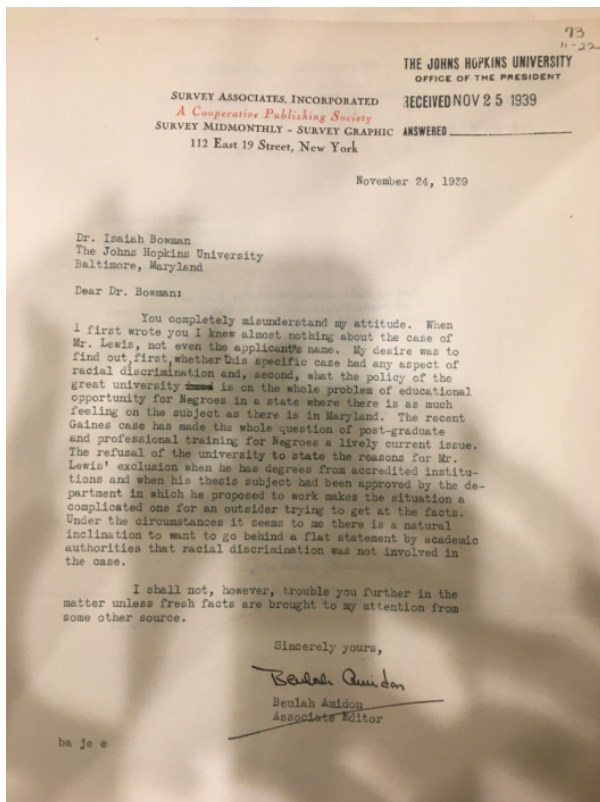 73
11-22
THE JOHNS HOPKINS UNIVERSITY
OFFICE OF THE PRESIDENT
RECEIVED NOV 25 1939
ANSWERED
SURVEY ASSOCIATES, INCORPORATED
A Cooperative Publishing Society
SURVEY MIDMONTHLY - SURVEY GRAPHIC
112 East 19 Street, New York
November 24, 1939
Dr. Isaiah Bowman
The Johns Hopkins University
Baltimore, Maryland
Dear Dr. Bowman:
You completely misunderstand my attitude. When
I first wrote you I knew almost nothing about the case of
Mr. Lewis, not even the applicant's name. My desire was to
find out, first, whether this specific case had any aspect of
racial discrimination and, second, what the policy of the
great university is on the whole problem of educational
opportunity for Negroes in a state where there is as much
feeling on the subject as there is in Maryland. The recent
Gaines case has made the whole question of post-graduate
and professional training for Negroes a lively current issue.
The refusal of the university to state the reasons for Mr.
Lewis' exclusion when he has degrees from accredited institu-
tions and when his thesis subject had been approved by the de-
partment in which he proposed to work makes the situation a
complicated one for an outsider trying to get at the facts.
Under the circumstances it seems to me there is a natural
inclination to want to go behind a flat statement by academic
authorities that racial discrimination was not involved in
the case.
I shall not, however, trouble you further in the
matter unless fresh facts are brought to my attention from
some other source.
Sincerely yours,
Beulah Amidon
Beulah Amidon
Associate Editor
ba je e